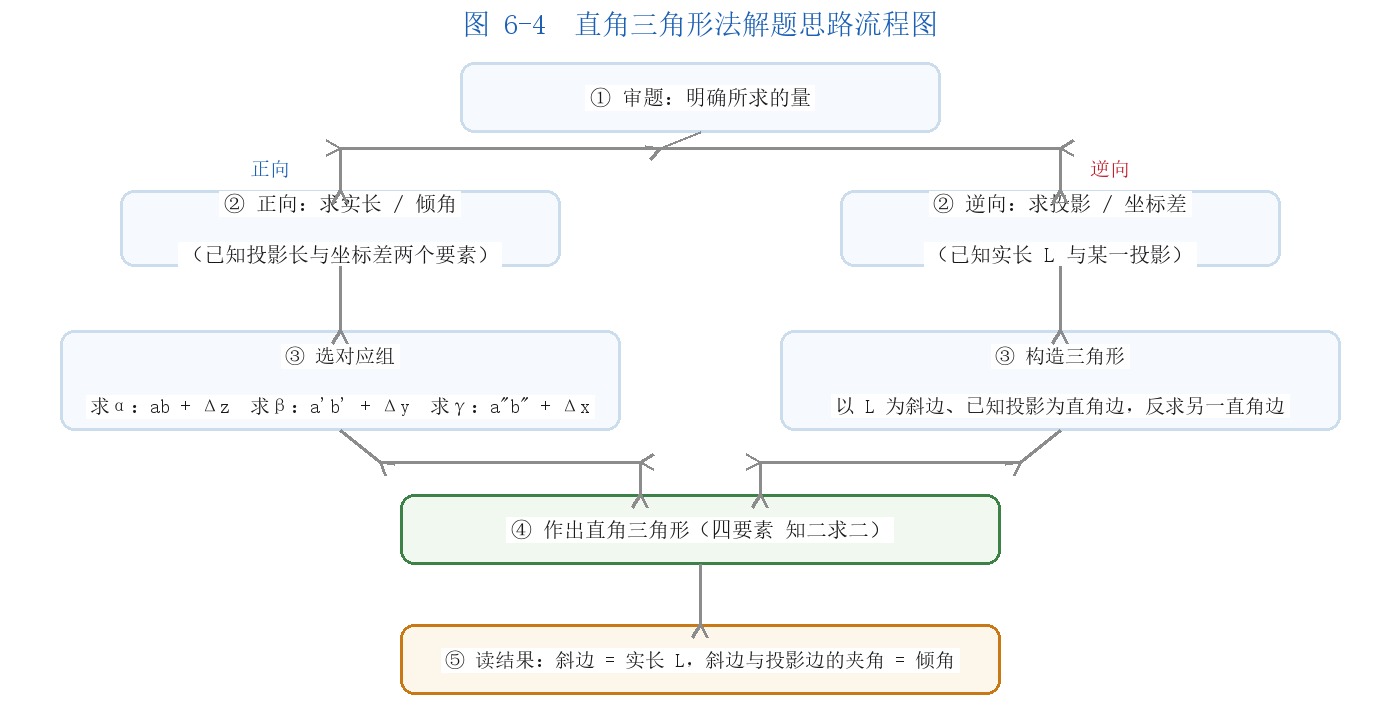 图 6-4  直角三角形法解题思路流程图
① 审题：明确所求的量
正向
逆向
② 正向：求实长 / 倾角
（已知投影长与坐标差两个要素）
② 逆向：求投影 / 坐标差
（已知实长 L 与某一投影）
③ 选对应组
求α：ab + Δz  求β：a'b' + Δy  求γ：a"b" + Δx
③ 构造三角形
以 L 为斜边、已知投影为直角边，反求另一直角边
④ 作出直角三角形（四要素 知二求二）
⑤ 读结果：斜边 = 实长 L，斜边与投影边的夹角 = 倾角